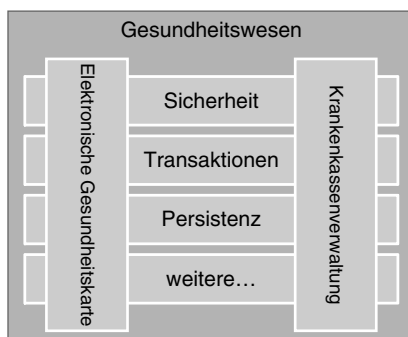 Gesundheitswesen
Elektronische Gesundheitskarte
Sicherheit
Transaktionen
Persistenz
weitere…
Krankenkassenverwaltung